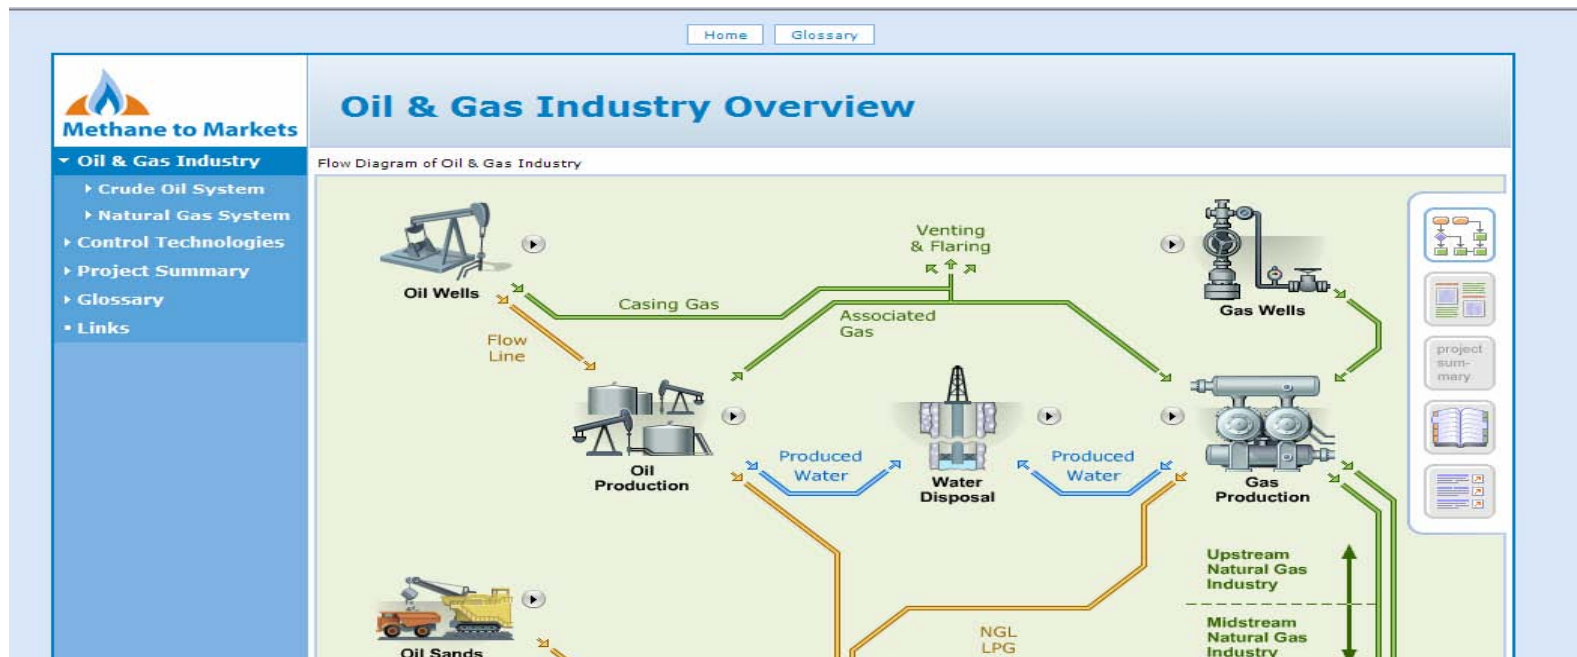 Home Glossary
Methane to Markets
Oil & Gas Industry Overview
Oil & Gas Industry
Crude Oil System
Natural Gas System
Control Technologies
Project Summary
Glossary
Links
Flow Diagram of Oil & Gas Industry
Oil Wells
Casing Gas
Venting
& Flaring
Associated
Gas
Gas Wells
Flow
Line
project
sum-
mary
Oil
Production
Produced
Water
Water
Disposal
Produced
Water
Gas
Production
Upstream
Natural Gas
Industry
Midstream
Natural Gas
Industry
Oil Sands
NGL
LPG